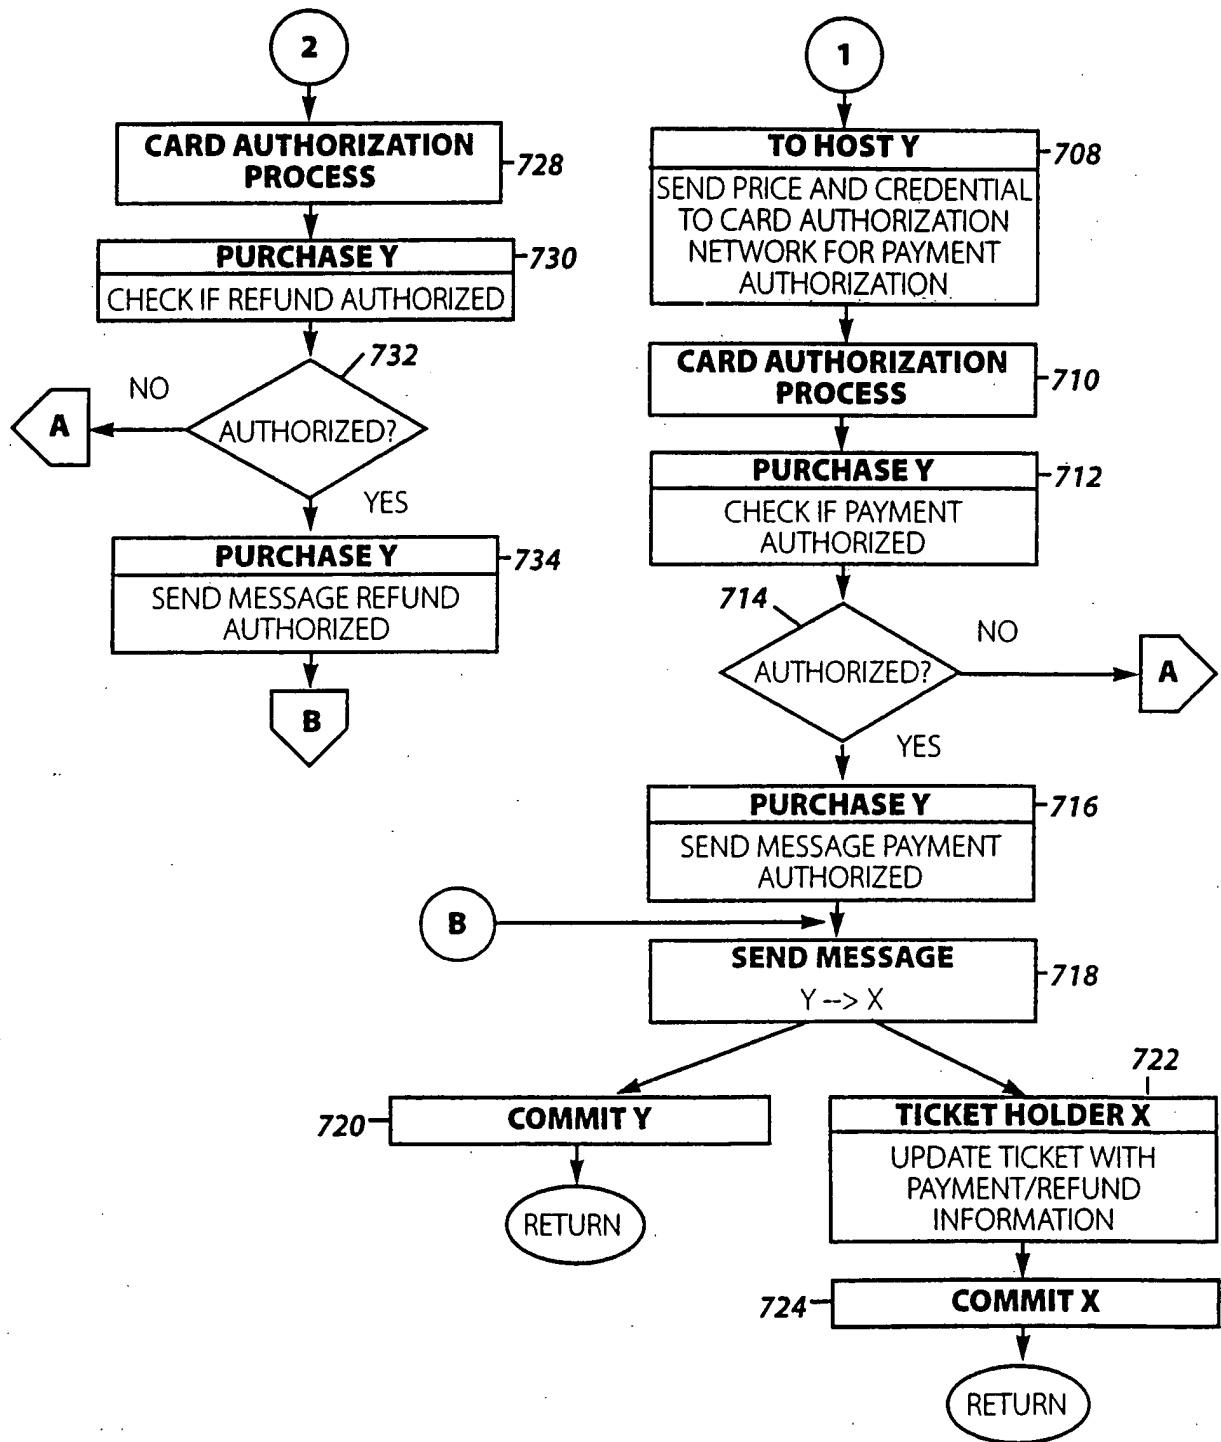 2
CARD AUTHORIZATION
PROCESS
728
PURCHASE Y
730
CHECK IF REFUND AUTHORIZED
732
NO
A
AUTHORIZED?
YES
PURCHASE Y
734
SEND MESSAGE REFUND
AUTHORIZED
B
1
TO HOST Y
708
SEND PRICE AND CREDENTIAL
TO CARD AUTHORIZATION
NETWORK FOR PAYMENT
AUTHORIZATION
CARD AUTHORIZATION
PROCESS
710
PURCHASE Y
712
CHECK IF PAYMENT
AUTHORIZED
714
NO
AUTHORIZED?
A
YES
PURCHASE Y
716
SEND MESSAGE PAYMENT
AUTHORIZED
B
SEND MESSAGE
718
Y --> X
720
COMMIT Y
RETURN
722
TICKET HOLDER X
UPDATE TICKET WITH
PAYMENT/REFUND
INFORMATION
724
COMMIT X
RETURN